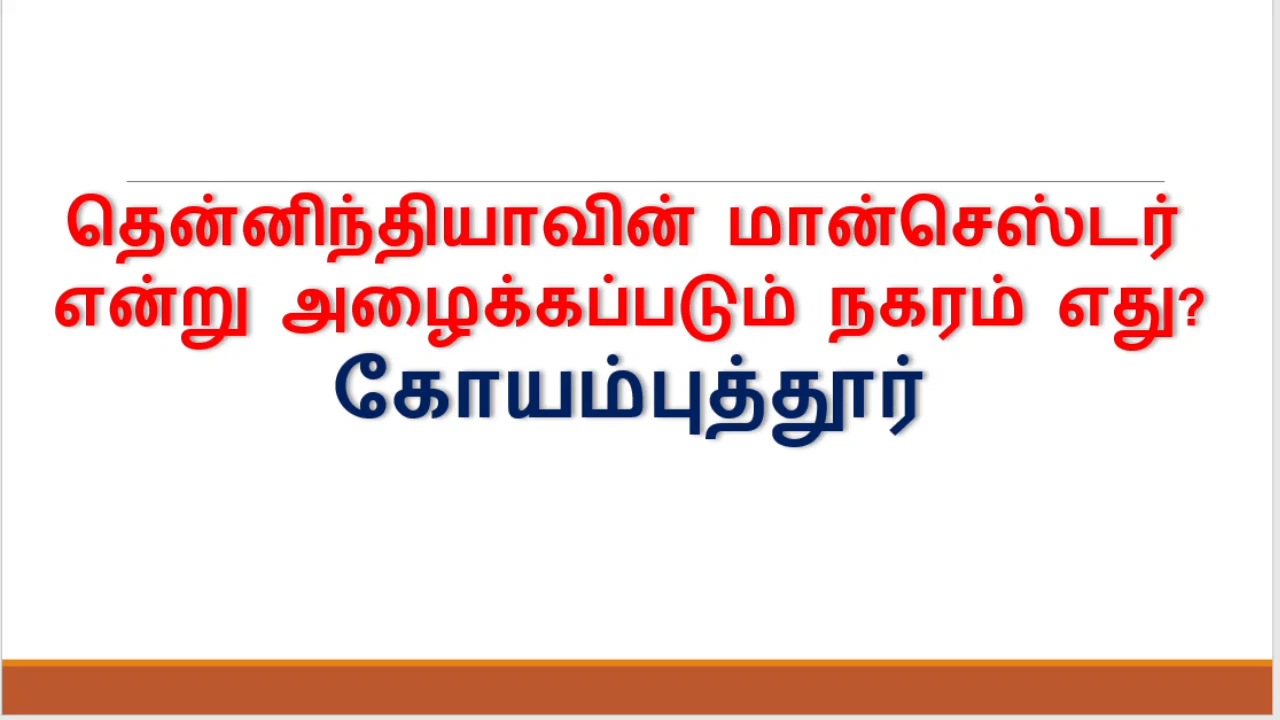 தென்னிந்தியாவின் மான்செஸ்டர்
என்று அழைக்கப்படும் நகரம் எது?
கோயம்புத்தூர்